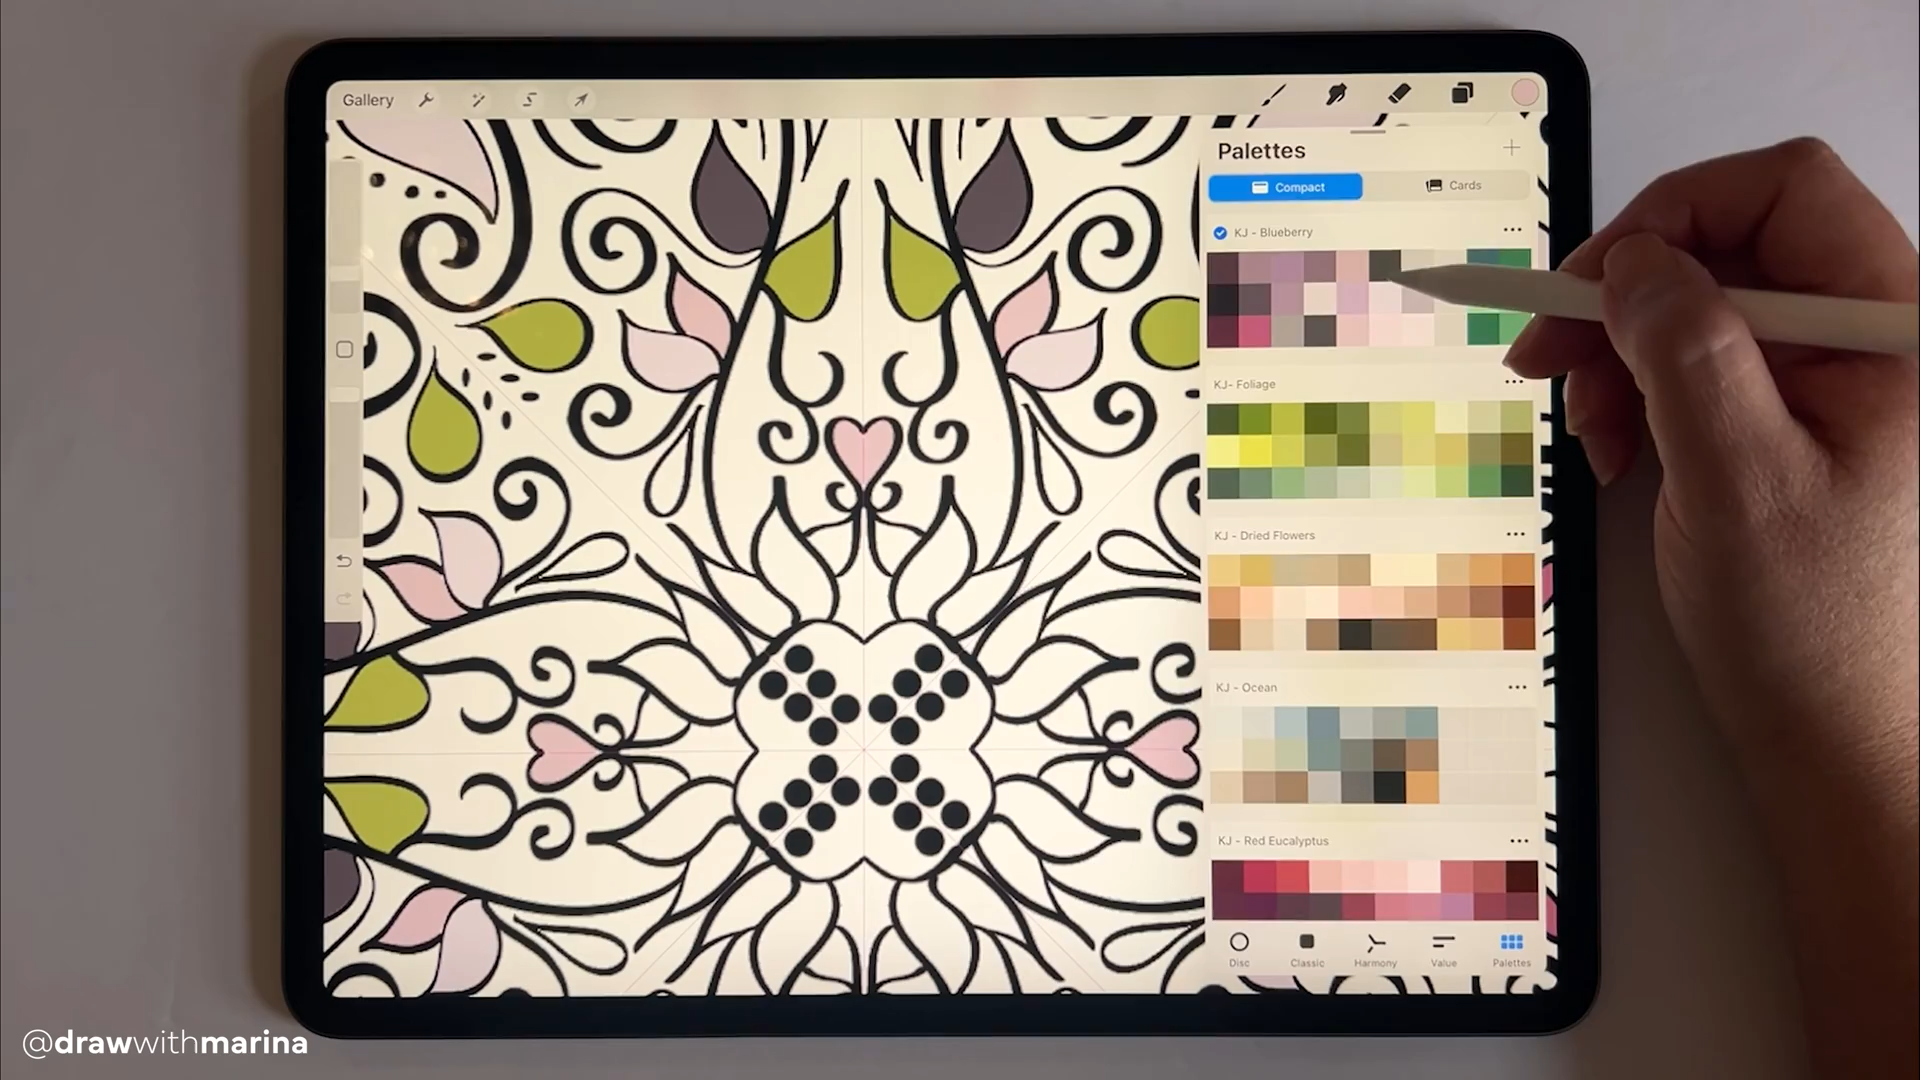 Gallery
Palettes
Compact
Cards
KJ - Blueberry
KJ- Foliage
KJ - Dried Flowers
KJ - Ocean
KJ - Red Eucalyptus
Disc
Classic
Harmony
Value
Palettes
@drawwithmarina